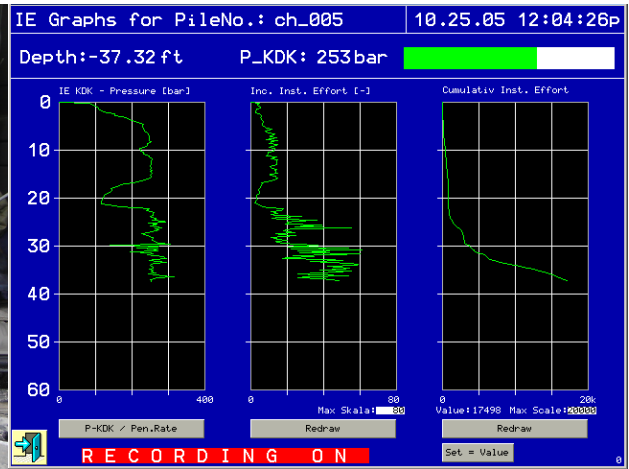 IE Graphs for PileNo.: ch_005
10.25.05 12:04:26p
Depth:-37.32 ft
P_KDK: 253 bar
IE KDK - Pressure [bar]
Inc. Inst. Effort [-]
Cumulativ Inst. Effort
0
10
20
30
40
50
60
0 400
0 80
0 20k
Max Skala: 80
Value:17498 Max Scale:20000
P-KDK / Pen.Rate
Redraw
Redraw
RECORDING ON
Set = Value
0